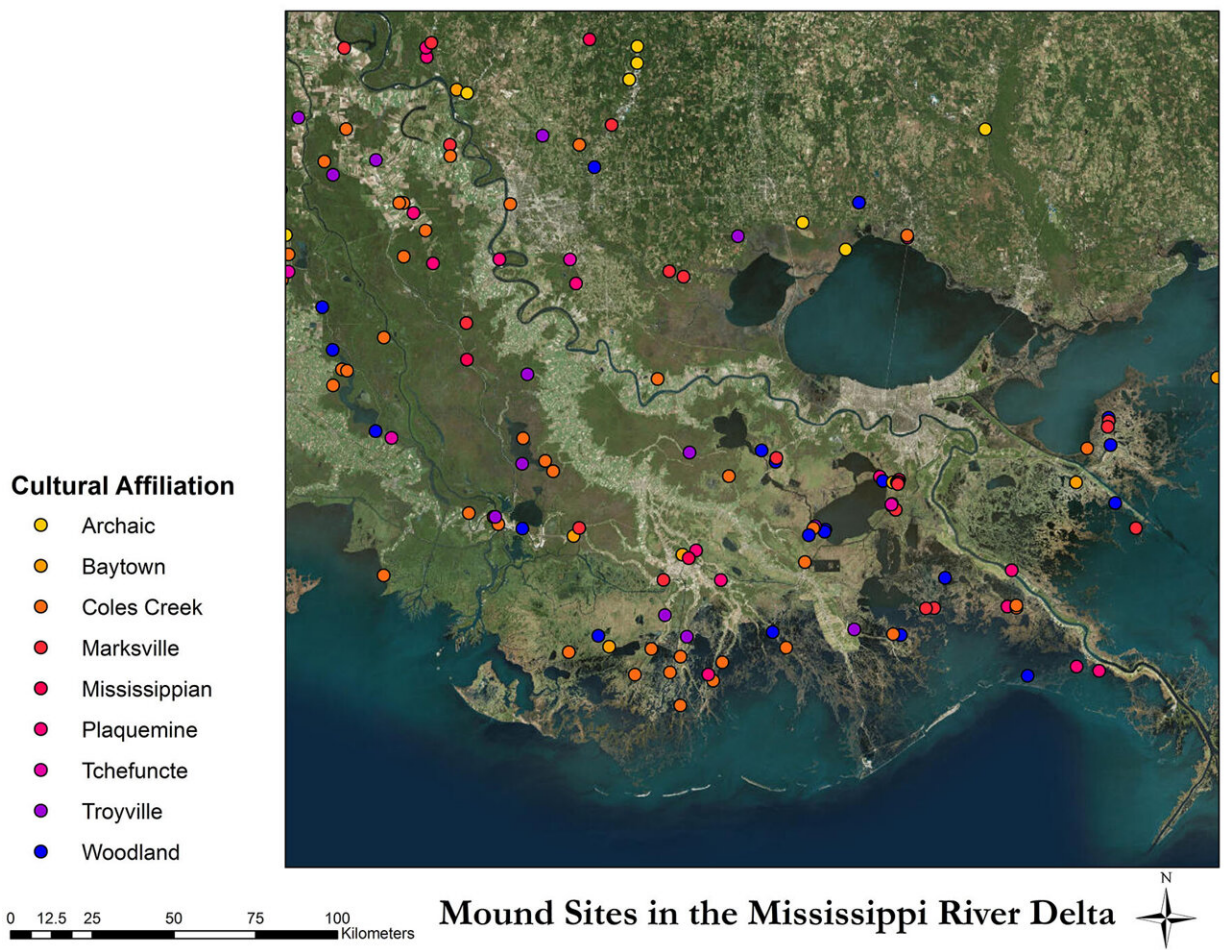 Cultural Affiliation
Archaic
Baytown
Coles Creek
Marksville
Mississippian
Plaquemine
Tchefuncte
Troyville
Woodland
0 12.5 25 50 75 100
Kilometers
Mound Sites in the Mississippi River Delta
N